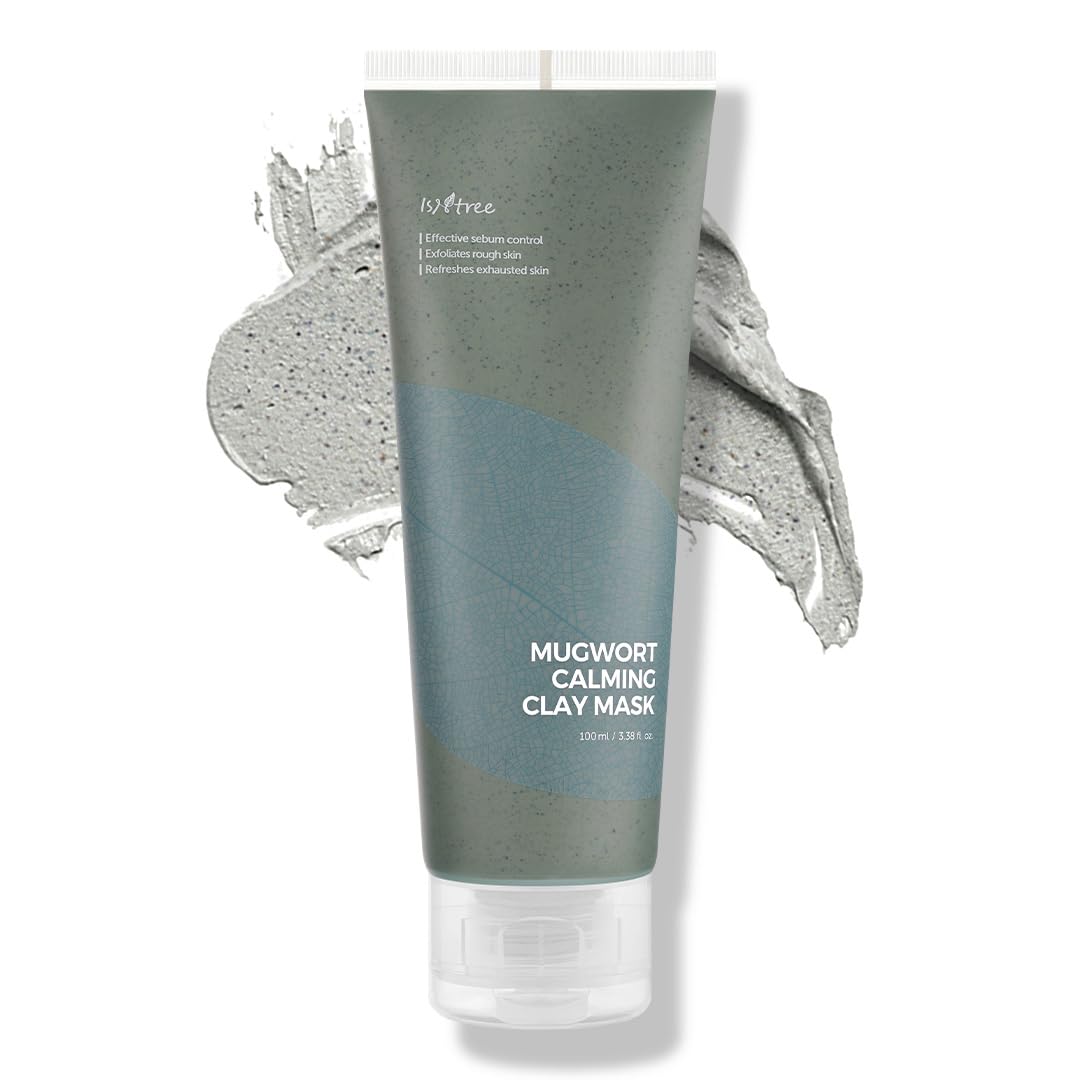 Isntree
Effective sebum control
Exfoliates rough skin
Refreshes exhausted skin
MUGWORT
CALMING
CLAY MASK
100 ml / 3.38 fl. oz.